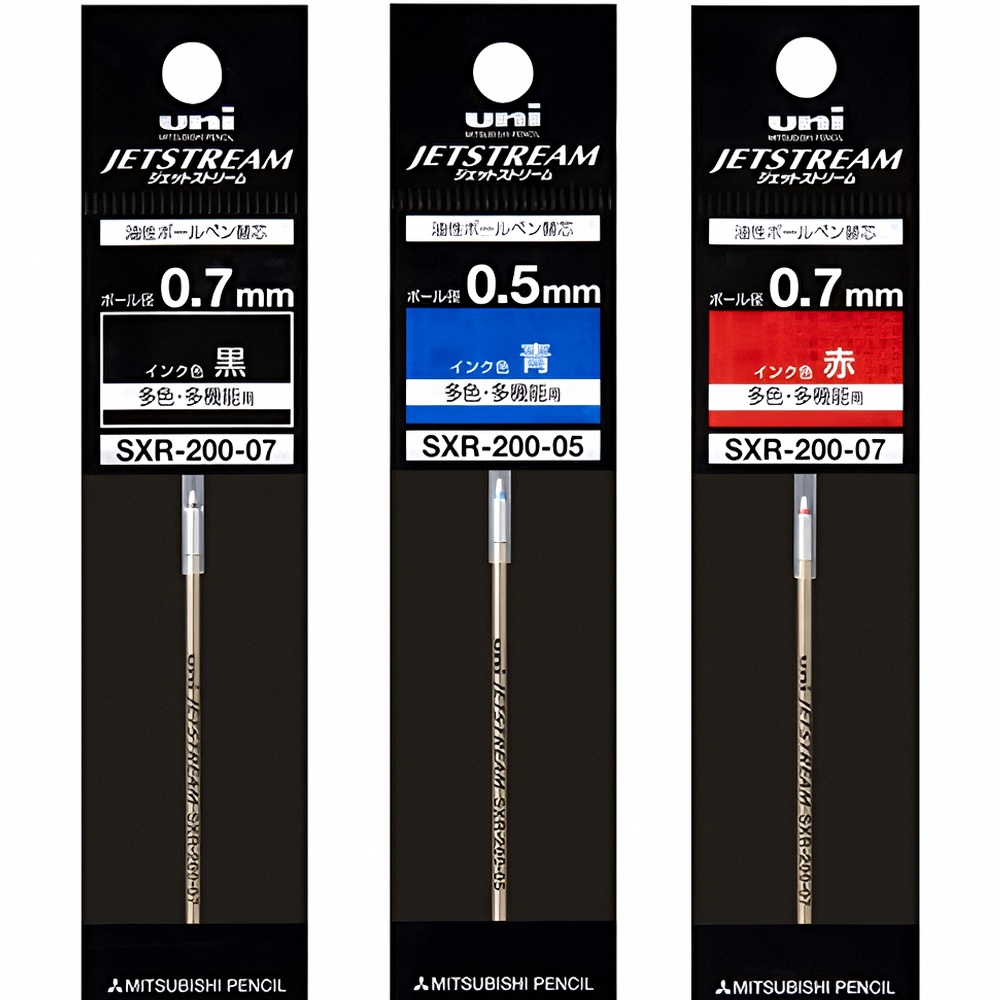 uni
MITSUBISHI PENCIL
JETSTREAM
ジェットストリーム
油性ボールペン替芯
ボール径 0.7mm
インク色 黒
多色・多機能用
SXR-200-07
uni JETSTREAM SXR-200-07
MITSUBISHI PENCIL
uni
MITSUBISHI PENCIL
JETSTREAM
ジェットストリーム
油性ボールペン替芯
ボール径 0.5mm
インク色 青
多色・多機能用
SXR-200-05
uni JETSTREAM SXR-200-05
MITSUBISHI PENCIL
uni
MITSUBISHI PENCIL
JETSTREAM
ジェットストリーム
油性ボールペン替芯
ボール径 0.7mm
インク色 赤
多色・多機能用
SXR-200-07
uni JETSTREAM SXR-200-07
MITSUBISHI PENCIL